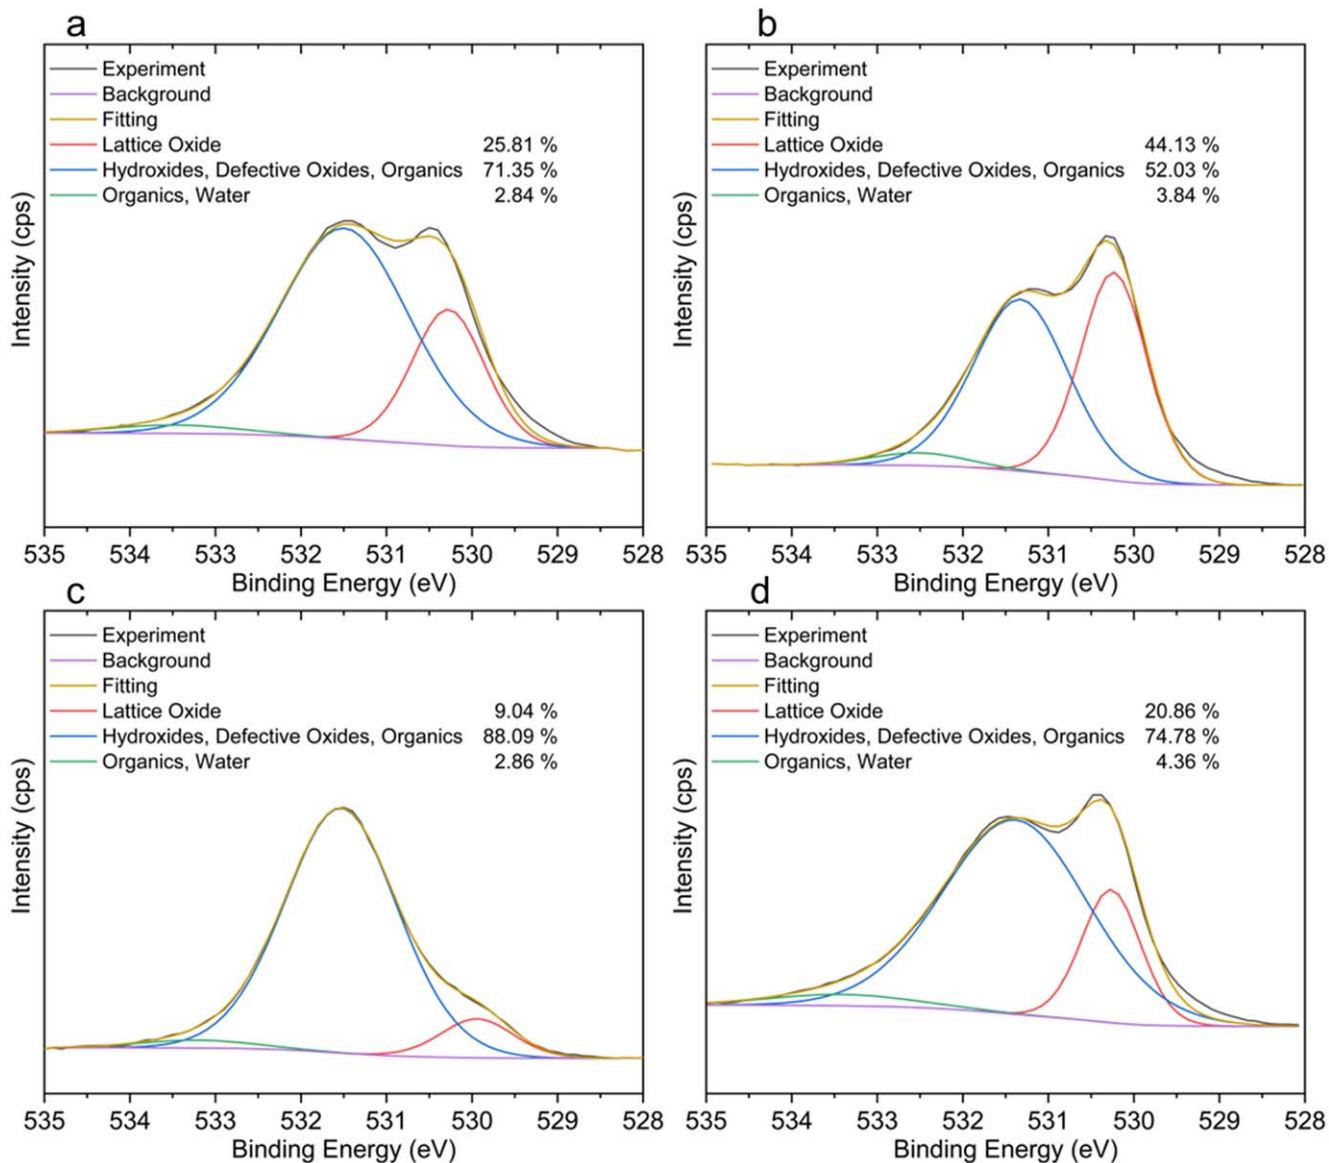 a
Experiment
Background
Fitting
Lattice Oxide 25.81 %
Hydroxides, Defective Oxides, Organics 71.35 %
Organics, Water 2.84 %
Intensity (cps)
535 534 533 532 531 530 529 528
Binding Energy (eV)
b
Experiment
Background
Fitting
Lattice Oxide 44.13 %
Hydroxides, Defective Oxides, Organics 52.03 %
Organics, Water 3.84 %
Intensity (cps)
535 534 533 532 531 530 529 528
Binding Energy (eV)
c
Experiment
Background
Fitting
Lattice Oxide 9.04 %
Hydroxides, Defective Oxides, Organics 88.09 %
Organics, Water 2.86 %
Intensity (cps)
535 534 533 532 531 530 529 528
Binding Energy (eV)
d
Experiment
Background
Fitting
Lattice Oxide 20.86 %
Hydroxides, Defective Oxides, Organics 74.78 %
Organics, Water 4.36 %
Intensity (cps)
535 534 533 532 531 530 529 528
Binding Energy (eV)